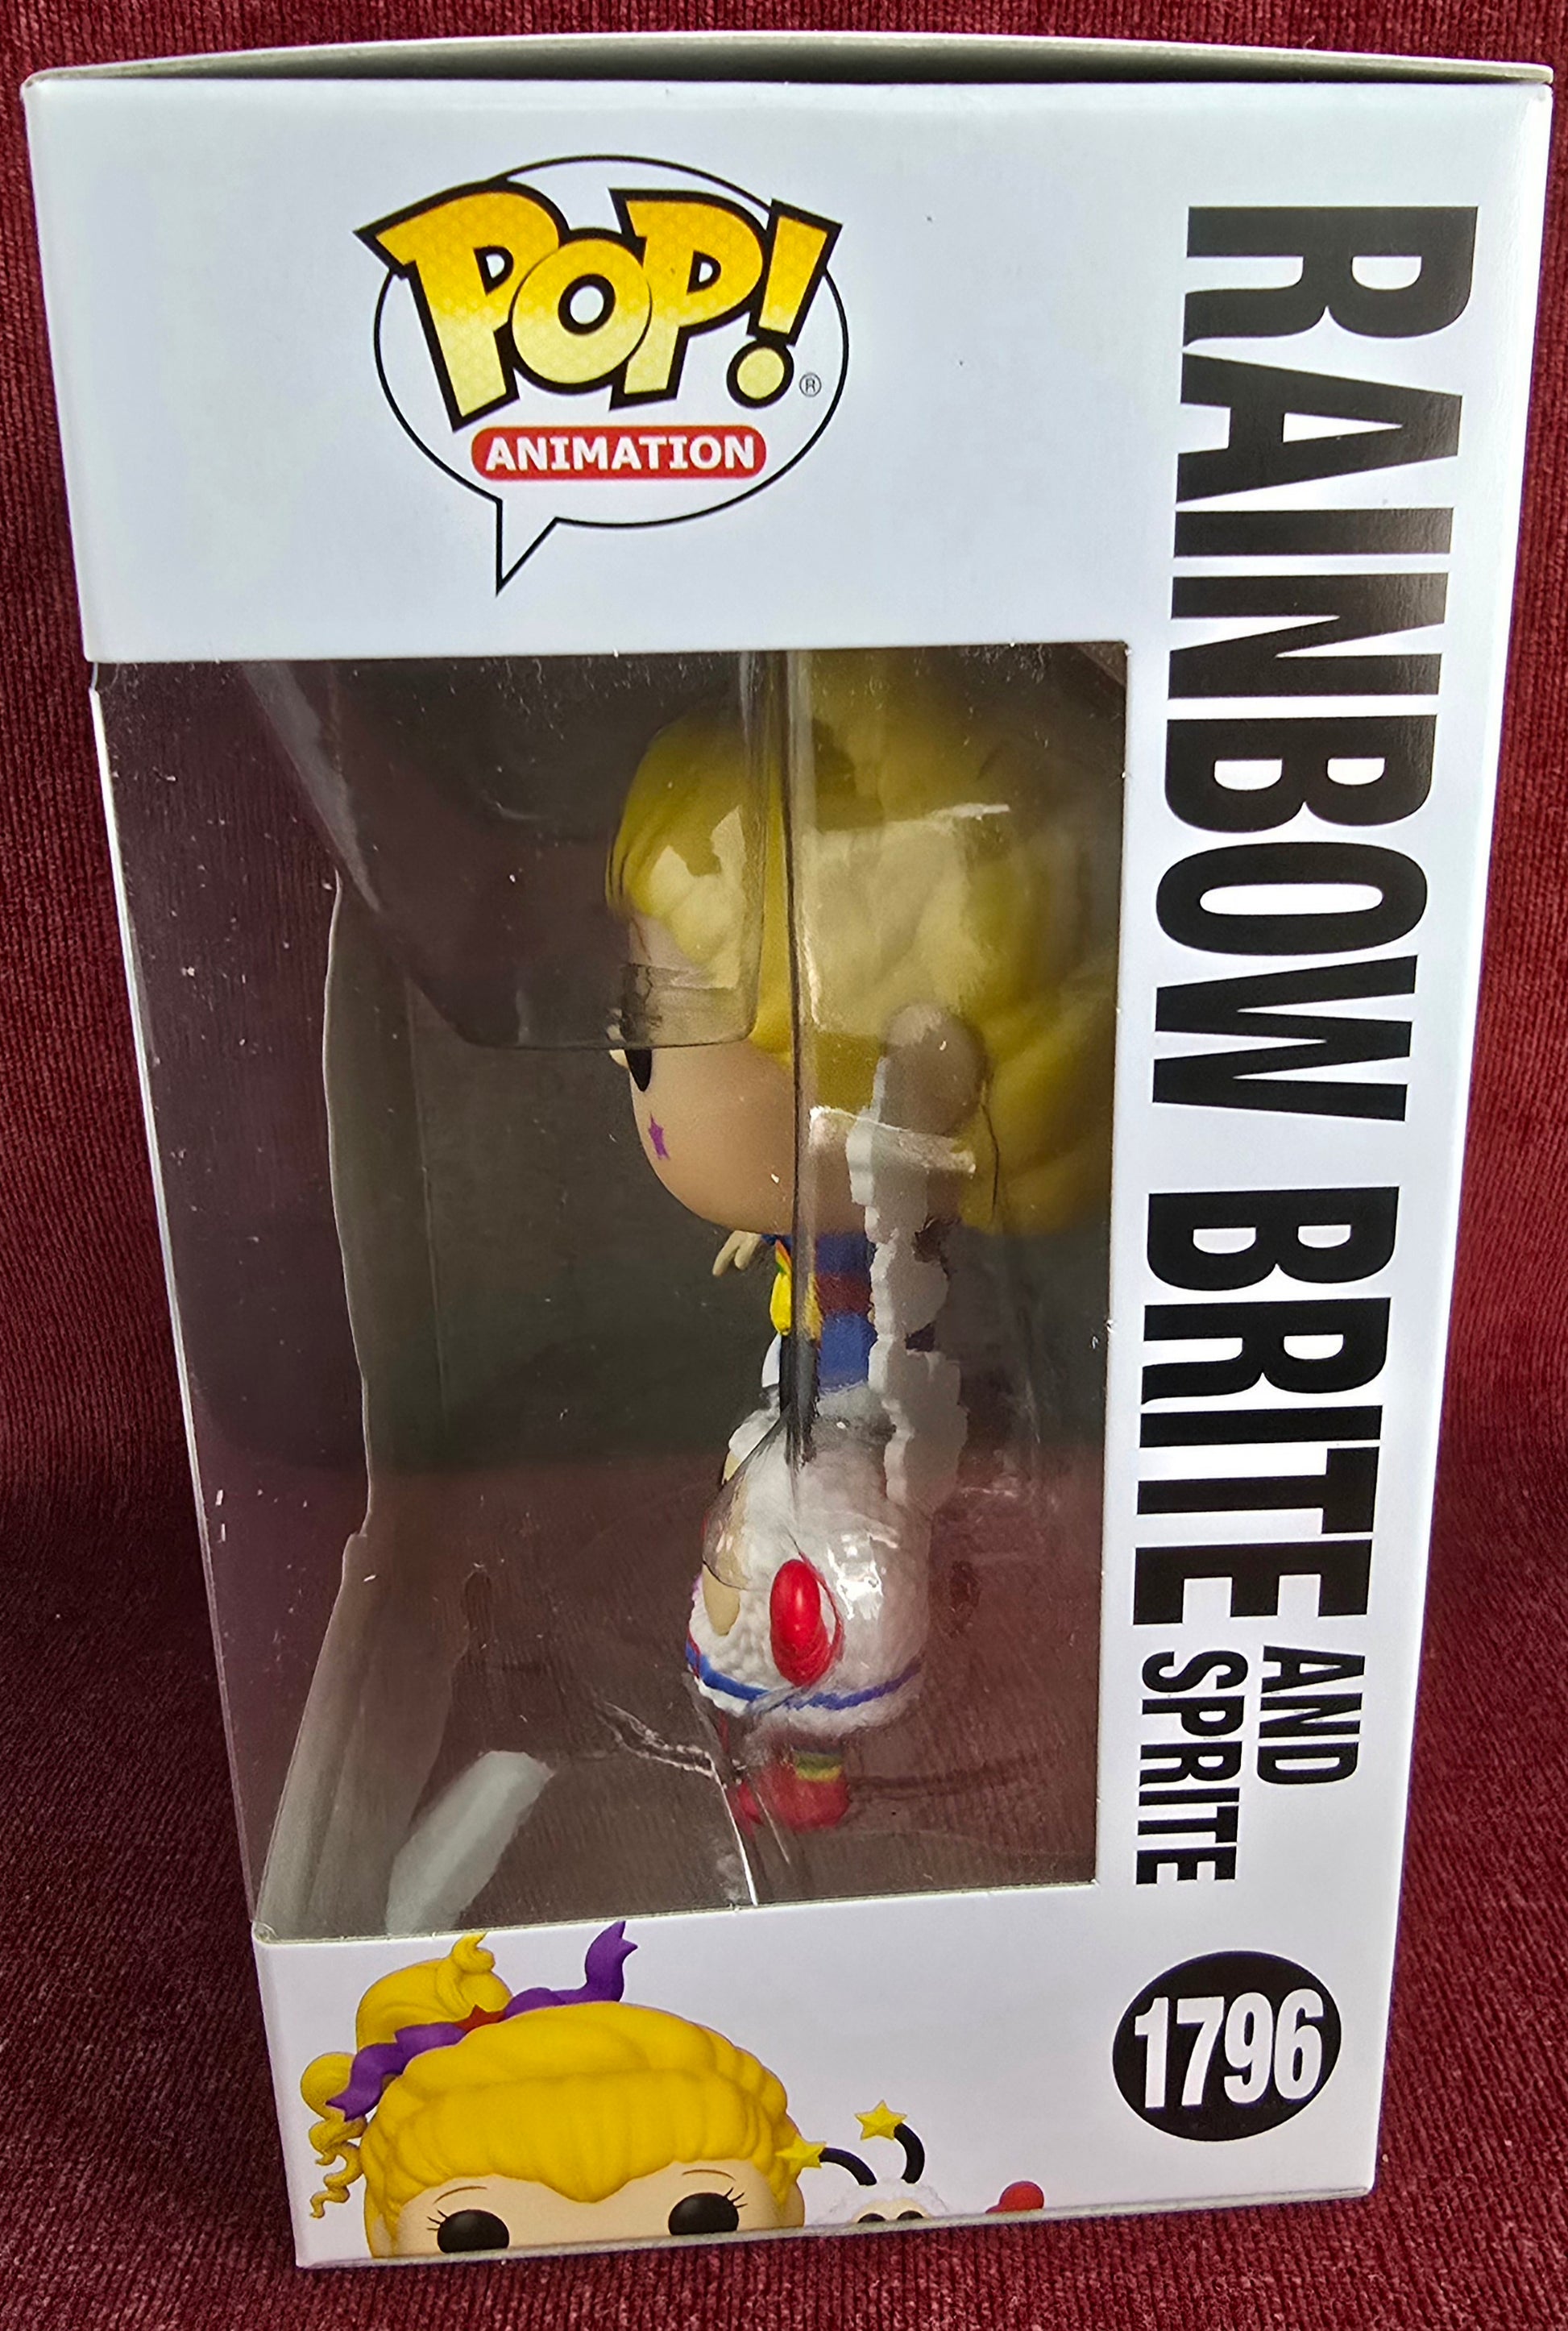 POP!
®
ANIMATION
RAINBOW BRITE
AND
SPRITE
1796